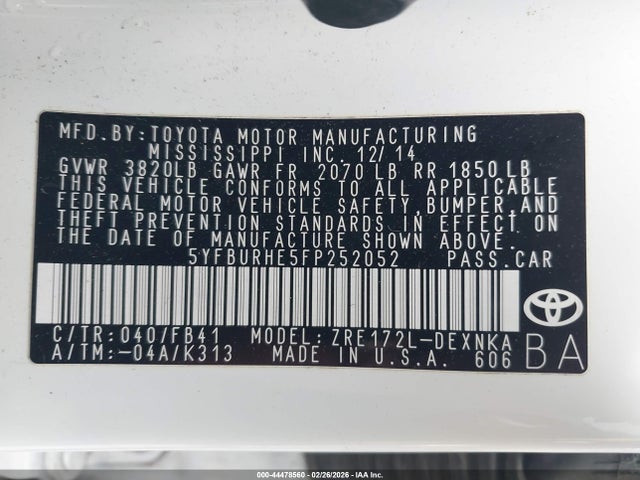 MFD.BY:TOYOTA MOTOR MANUFACTURING
MISSISSIPPI INC. 12/14
GVWR 3820LB GAWR FR 2070 LB RR 1850LB
THIS VEHICLE CONFORMS TO ALL APPLICABLE
FEDERAL MOTOR VEHICLE SAFETY, BUMPER, AND
THEFT PREVENTION STANDARDS IN EFFECT ON
THE DATE OF MANUFACTURE SHOWN ABOVE.
5YFBURHE5FP252052 PASS.CAR
C/TR:040/FB41 MODEL:ZRE172L-DEXNKA
A/TM:-04A/K313 MADE IN U.S.A. 606 BA
000-44478560 - 02/26/2026 - IAA Inc.